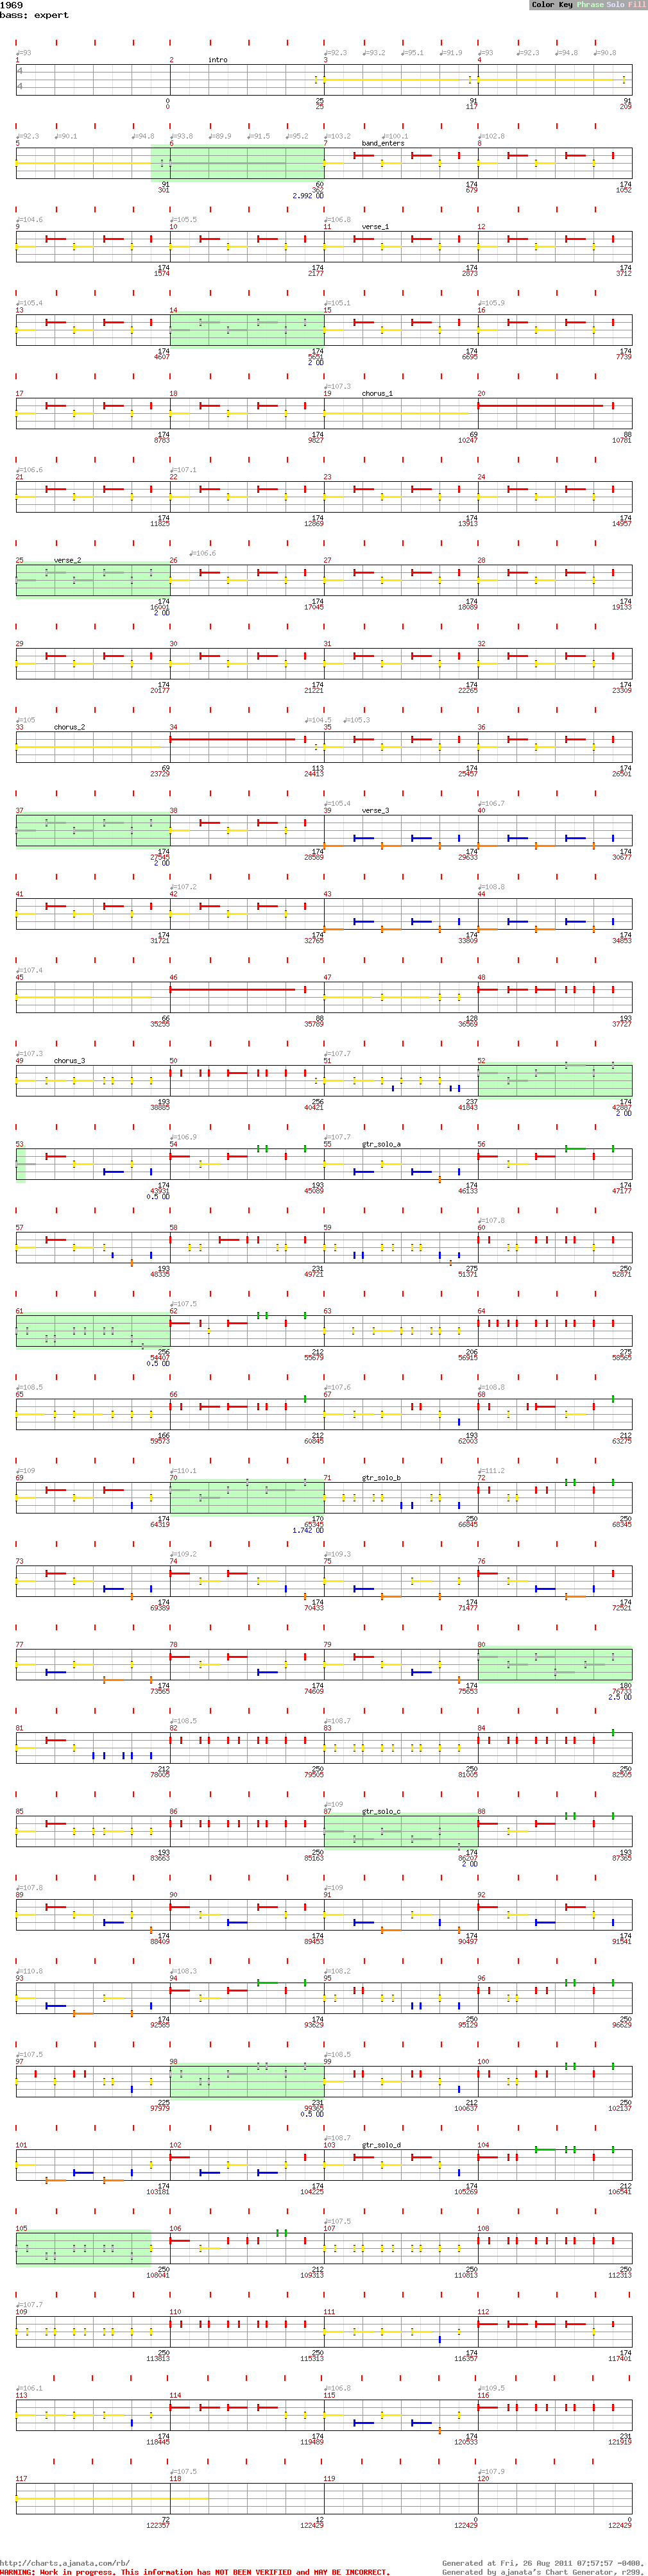 1969
Color Key Phrase Solo Fill
bass: expert
♩=93 ♩=92.3 ♩=93.2 ♩=95.1 ♩=91.9 ♩=93 ♩=92.3 ♩=94.8 ♩=90.8
1 2 intro 3 4
4
4
0 25 91 91
0 25 117 209
♩=92.3 ♩=90.1 ♩=94.8 ♩=93.8 ♩=89.9 ♩=91.5 ♩=95.2 ♩=103.2 ♩=100.1 ♩=102.8
5 6 7 band_enters 8
91 60 174 174
301 362 679 1052
2.992 OD
♩=104.6 ♩=105.5 ♩=106.8
9 10 11 verse_1 12
174 174 174 174
1574 2177 2873 3712
♩=105.4 ♩=105.1 ♩=105.9
13 14 15 16
174 174 174 174
4607 5651 6695 7739
2 OD
♩=107.3
17 18 19 chorus_1 20
174 174 69 88
8783 9827 10247 10781
♩=106.6 ♩=107.1
21 22 23 24
174 174 174 174
11825 12869 13913 14957
♩=106.6
25 verse_2 26 27 28
174 174 174 174
16001 17045 18089 19133
2 OD
29 30 31 32
174 174 174 174
20177 21221 22265 23309
♩=105 ♩=104.5 ♩=105.3
33 chorus_2 34 35 36
69 113 174 174
23729 24413 25457 26501
♩=105.4 ♩=106.7
37 38 39 verse_3 40
174 174 174 174
27545 28589 29633 30677
2 OD
♩=107.2 ♩=108.8
41 42 43 44
174 174 174 174
31721 32765 33809 34853
♩=107.4
45 46 47 48
66 88 128 193
35255 35789 36569 37727
♩=107.3 ♩=107.7
49 chorus_3 50 51 52
193 256 237 174
38885 40421 41843 42887
2 OD
♩=106.9 ♩=107.7
53 54 55 gtr_solo_a 56
174 193 174 174
43931 45089 46133 47177
0.5 OD
♩=107.8
57 58 59 60
193 231 275 250
48335 49721 51371 52871
♩=107.5
61 62 63 64
256 212 206 275
54407 55679 56915 58565
0.5 OD
♩=108.5 ♩=107.6 ♩=108.8
65 66 67 68
166 212 193 212
59573 60845 62003 63275
♩=109 ♩=110.1 ♩=111.2
69 70 71 gtr_solo_b 72
174 170 250 250
64319 65345 66845 68345
1.742 OD
♩=109.2 ♩=109.3
73 74 75 76
174 174 174 174
69389 70433 71477 72521
77 78 79 80
174 174 174 180
73565 74609 75653 76733
2.5 OD
♩=108.5 ♩=108.7
81 82 83 84
212 250 250 250
78005 79505 81005 82505
♩=109
85 86 87 gtr_solo_c 88
193 250 174 193
83663 85163 86207 87365
2 OD
♩=107.8 ♩=109
89 90 91 92
174 174 174 174
88409 89453 90497 91541
♩=110.8 ♩=108.3 ♩=108.2
93 94 95 96
174 174 250 250
92585 93629 95129 96629
♩=107.5 ♩=108.5
97 98 99 100
225 231 212 250
97979 99365 100637 102137
0.5 OD
♩=108.7
101 102 103 gtr_solo_d 104
174 174 174 212
103181 104225 105269 106541
♩=107.5
105 106 107 108
250 212 250 250
108041 109313 110813 112313
♩=107.7
109 110 111 112
250 250 174 174
113813 115313 116357 117401
♩=106.1 ♩=106.8 ♩=109.5
113 114 115 116
174 174 174 231
118445 119489 120533 121919
♩=107.5 ♩=107.9
117 118 119 120
72 12 0 0
122357 122429 122429 122429
http://charts.ajanata.com/rb/ Generated at Fri, 26 Aug 2011 07:57:57 -0400.
WARNING: Work in progress. This information has NOT BEEN VERIFIED and MAY BE INCORRECT. Generated by ajanata's Chart Generator, r299.